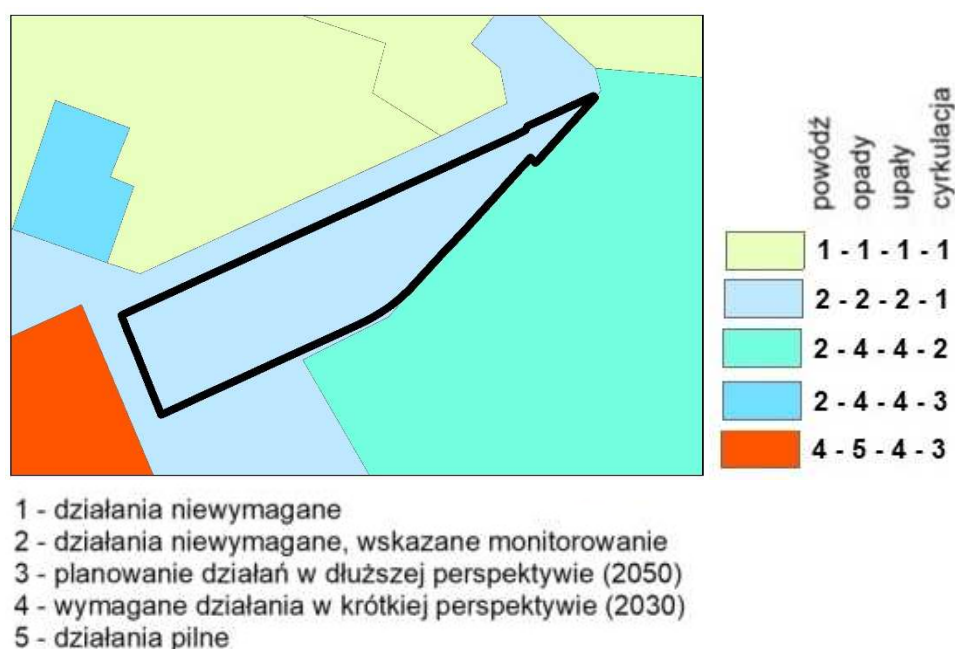 powódź
opady
upały
cyrkulacja
1 - 1 - 1 - 1
2 - 2 - 2 - 1
2 - 4 - 4 - 2
2 - 4 - 4 - 3
4 - 5 - 4 - 3
1 - działania niewymagane
2 - działania niewymagane, wskazane monitorowanie
3 - planowanie działań w dłuższej perspektywie (2050)
4 - wymagane działania w krótkiej perspektywie (2030)
5 - działania pilne